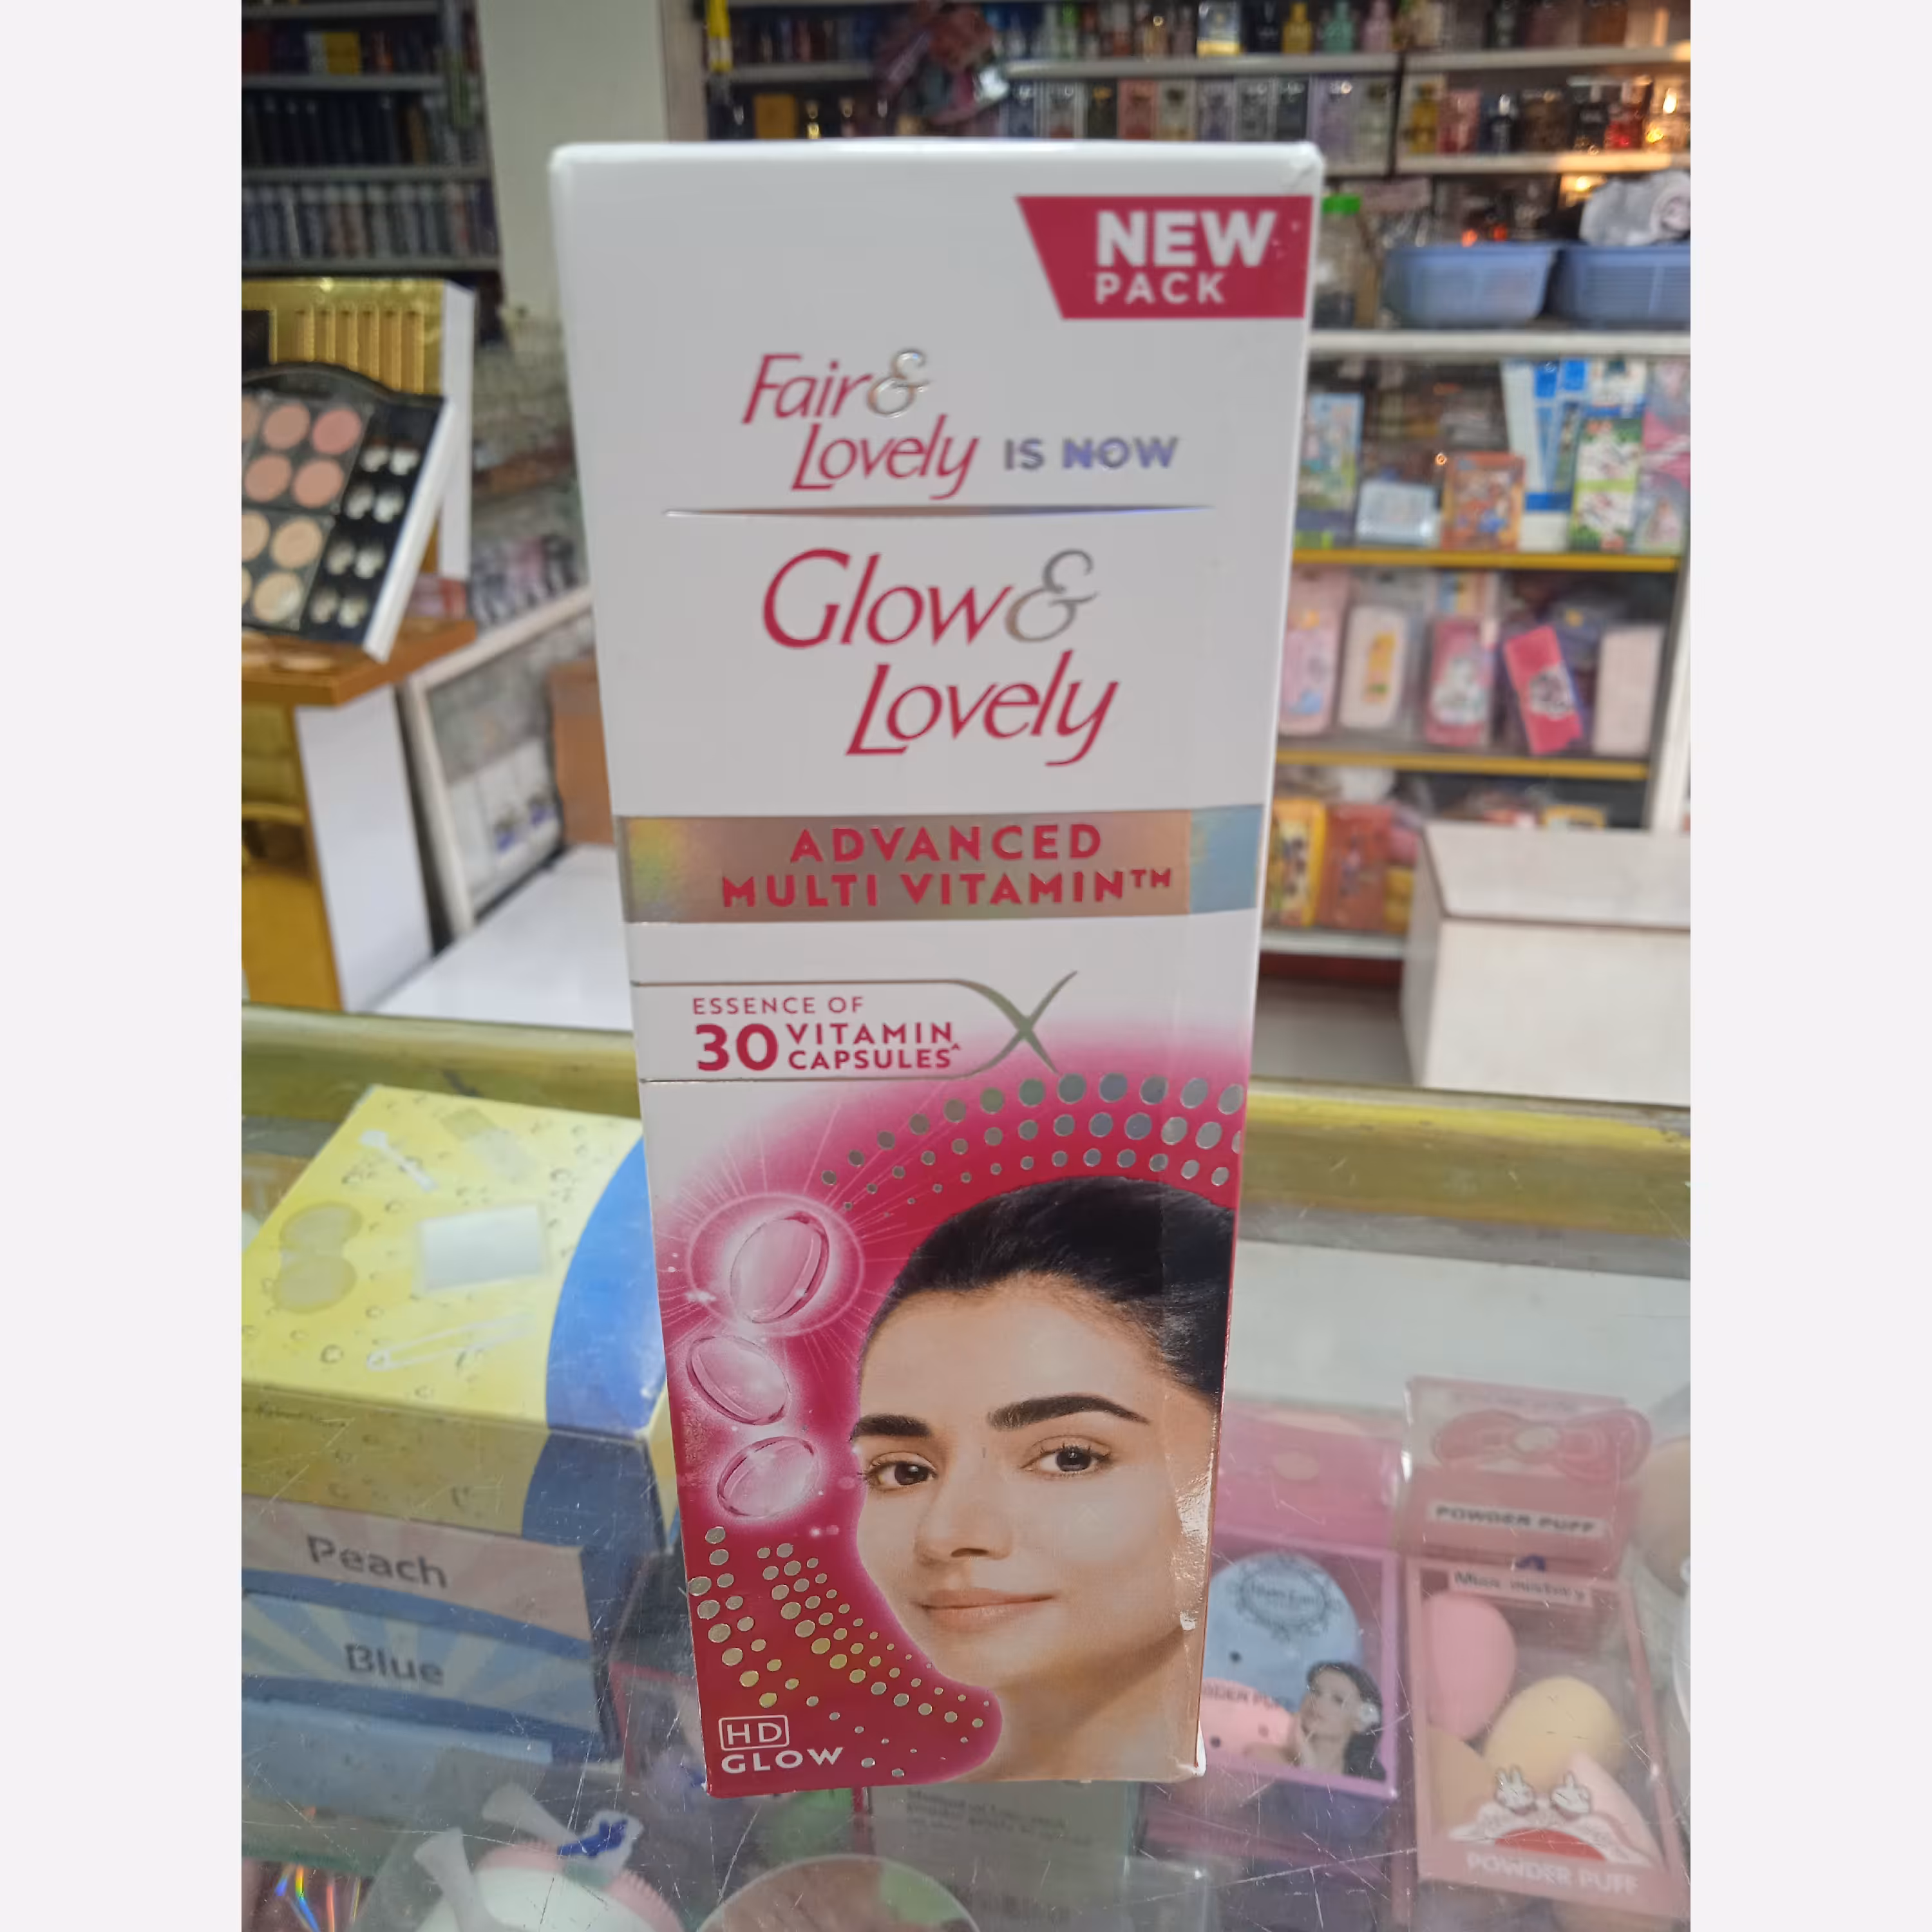 NEW
PACK
Fair &
Lovely IS NOW
Glow &
Lovely
ADVANCED
MULTI VITAMIN™
ESSENCE OF
30 VITAMIN
CAPSULES^
HD
GLOW
Peach
Blue
POWDER PUFF
POWDER PUFF